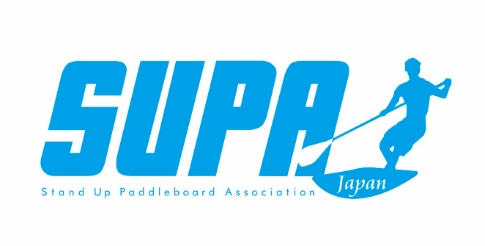 SUPA
Japan
Stand Up Paddleboard Association